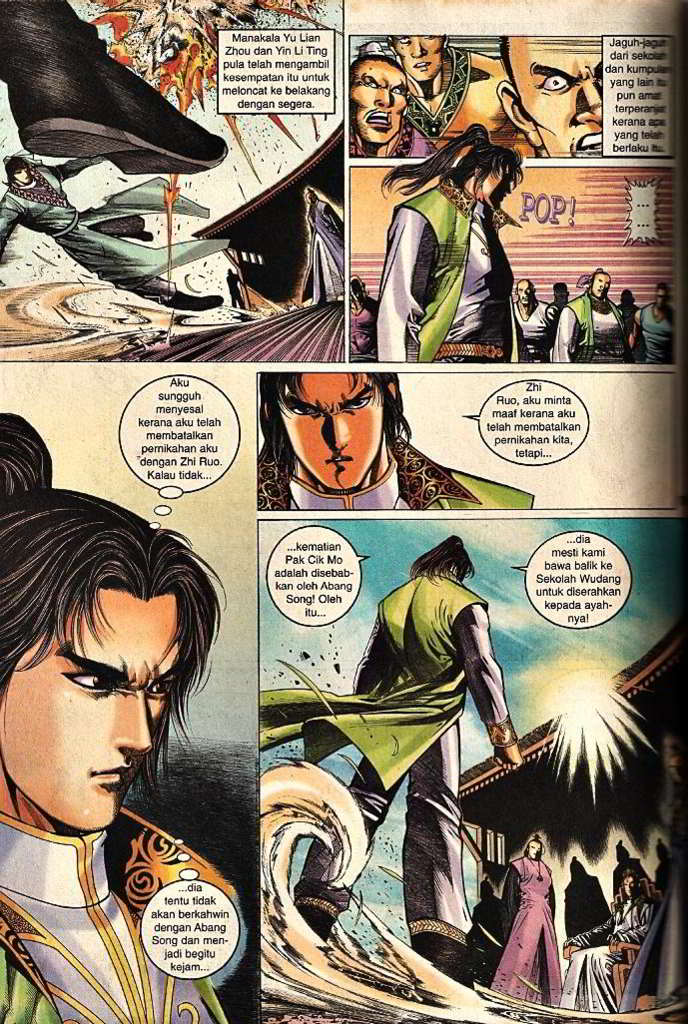 Manakala Yu Lian
Zhou dan Yin Li Ting
pula telah mengambil
kesempatan itu untuk
meloncat ke belakang
dengan segera.
Jaguh-jaguh
dari sekolah
dan kumpulan
yang lain itu
pun amat
terperanjat
kerana apa
yang telah
berlaku itu.
POP!
...
...
Aku
sungguh
menyesal
kerana aku telah
membatalkan
pernikahan aku
dengan Zhi Ruo.
Kalau tidak...
Zhi
Ruo, aku minta
maaf kerana aku
telah membatalkan
pernikahan kita,
tetapi...
...kematian
Pak Cik Mo
adalah disebab-
kan oleh Abang
Song! Oleh
itu...
...dia
mesti kami
bawa balik ke
Sekolah Wudang
untuk diserahkan
kepada ayah-
nya!
...dia
tentu tidak
akan berkahwin
dengan Abang
Song dan men-
jadi begitu
kejam...